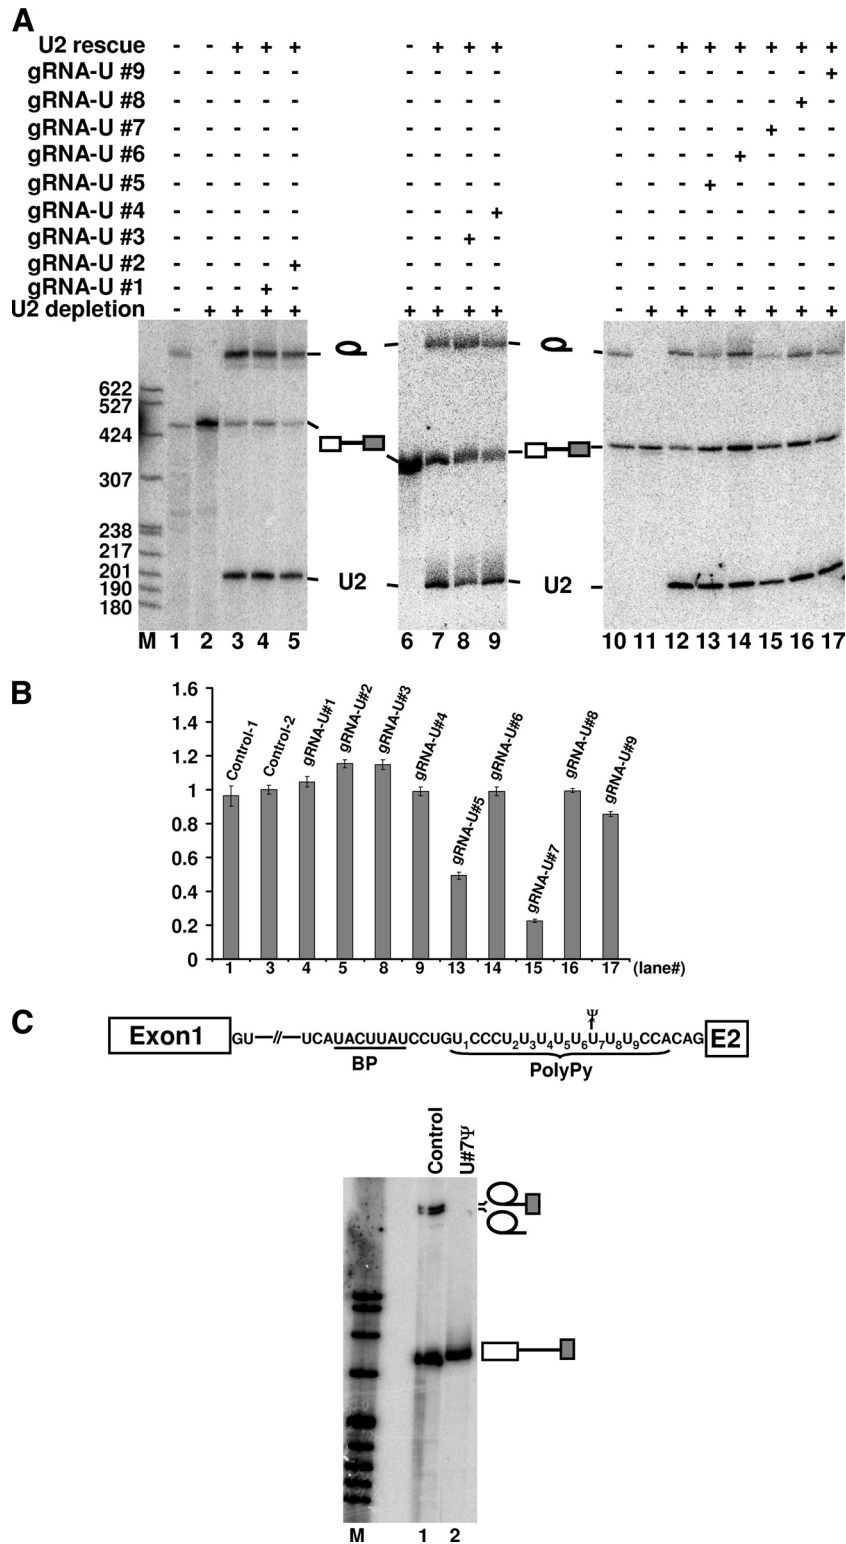 A
U2 rescue - - + + + - + + + - - + + + + + +
gRNA-U #9 - - - - - - - - - - - - - - - - +
gRNA-U #8 - - - - - - - - - - - - - - - + -
gRNA-U #7 - - - - - - - - - - - - - - + - -
gRNA-U #6 - - - - - - - - - - - - - + - - -
gRNA-U #5 - - - - - - - - - - - - + - - - -
gRNA-U #4 - - - - - - - - + - - - - - - - -
gRNA-U #3 - - - - - - - + - - - - - - - - -
gRNA-U #2 - - - - + - - - - - - - - - - - -
gRNA-U #1 - - - + - - - - - - - - - - - - -
U2 depletion - + + + + + + + + - + + + + + + +
622
527
424
307
238
217
201
190
180
U2 U2
M 1 2 3 4 5 6 7 8 9 10 11 12 13 14 15 16 17
B
1.6
1.4
1.2
1
0.8
0.6
0.4
0.2
0
Control-1
Control-2
gRNA-U#1
gRNA-U#2
gRNA-U#3
gRNA-U#4
gRNA-U#5
gRNA-U#6
gRNA-U#7
gRNA-U#8
gRNA-U#9
1 3 4 5 8 9 13 14 15 16 17 (lane#)
C
Ψ
Exon1 GU—//—UCAUACUUAUCCUGU1CCCU2U3U4U5U6U7U8U9CCACAG E2
BP PolyPy
Control
U#7Ψ
M 1 2